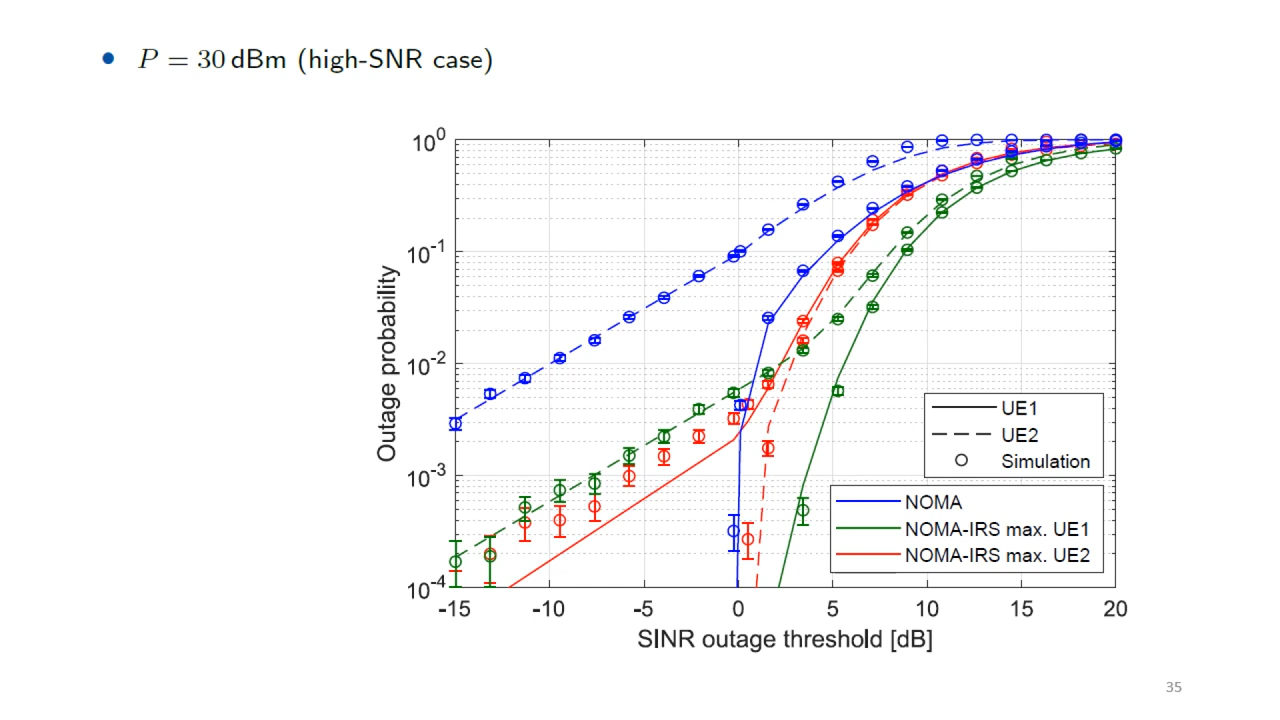 • P = 30 dBm (high-SNR case)
10^0
10^-1
10^-2
10^-3
10^-4
Outage probability
-15 -10 -5 0 5 10 15 20
SINR outage threshold [dB]
UE1
UE2
Simulation
NOMA
NOMA-IRS max. UE1
NOMA-IRS max. UE2
35